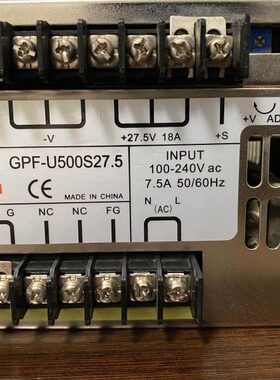 -V +27.5V 18A +S +V AD
GPF-U500S27.5
INPUT
100-240V ac
7.5A 50/60Hz
CE
MADE IN CHINA
G NC NC FG N (AC) L